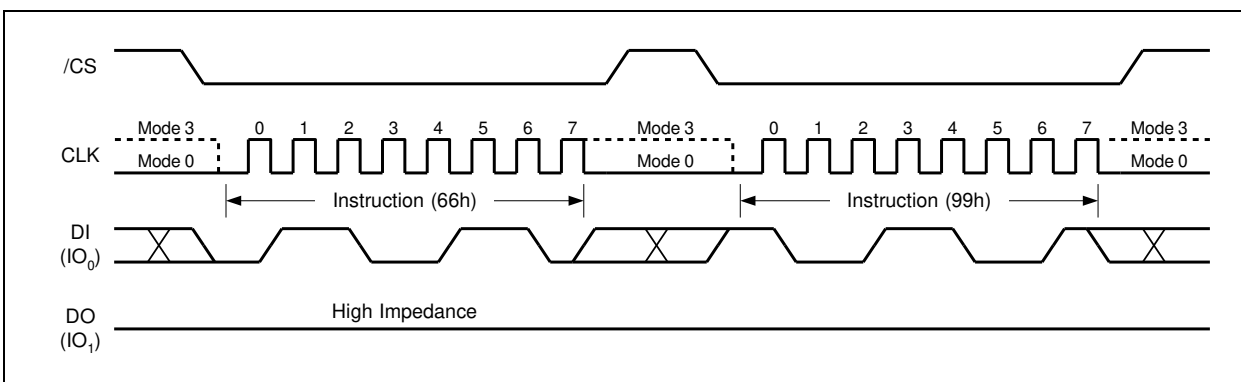 /CS
Mode 3 0 1 2 3 4 5 6 7 Mode 3 0 1 2 3 4 5 6 7 Mode 3
CLK
Mode 0 Mode 0 Mode 0
Instruction (66h) Instruction (99h)
DI
(IO₀)
High Impedance
DO
(IO₁)